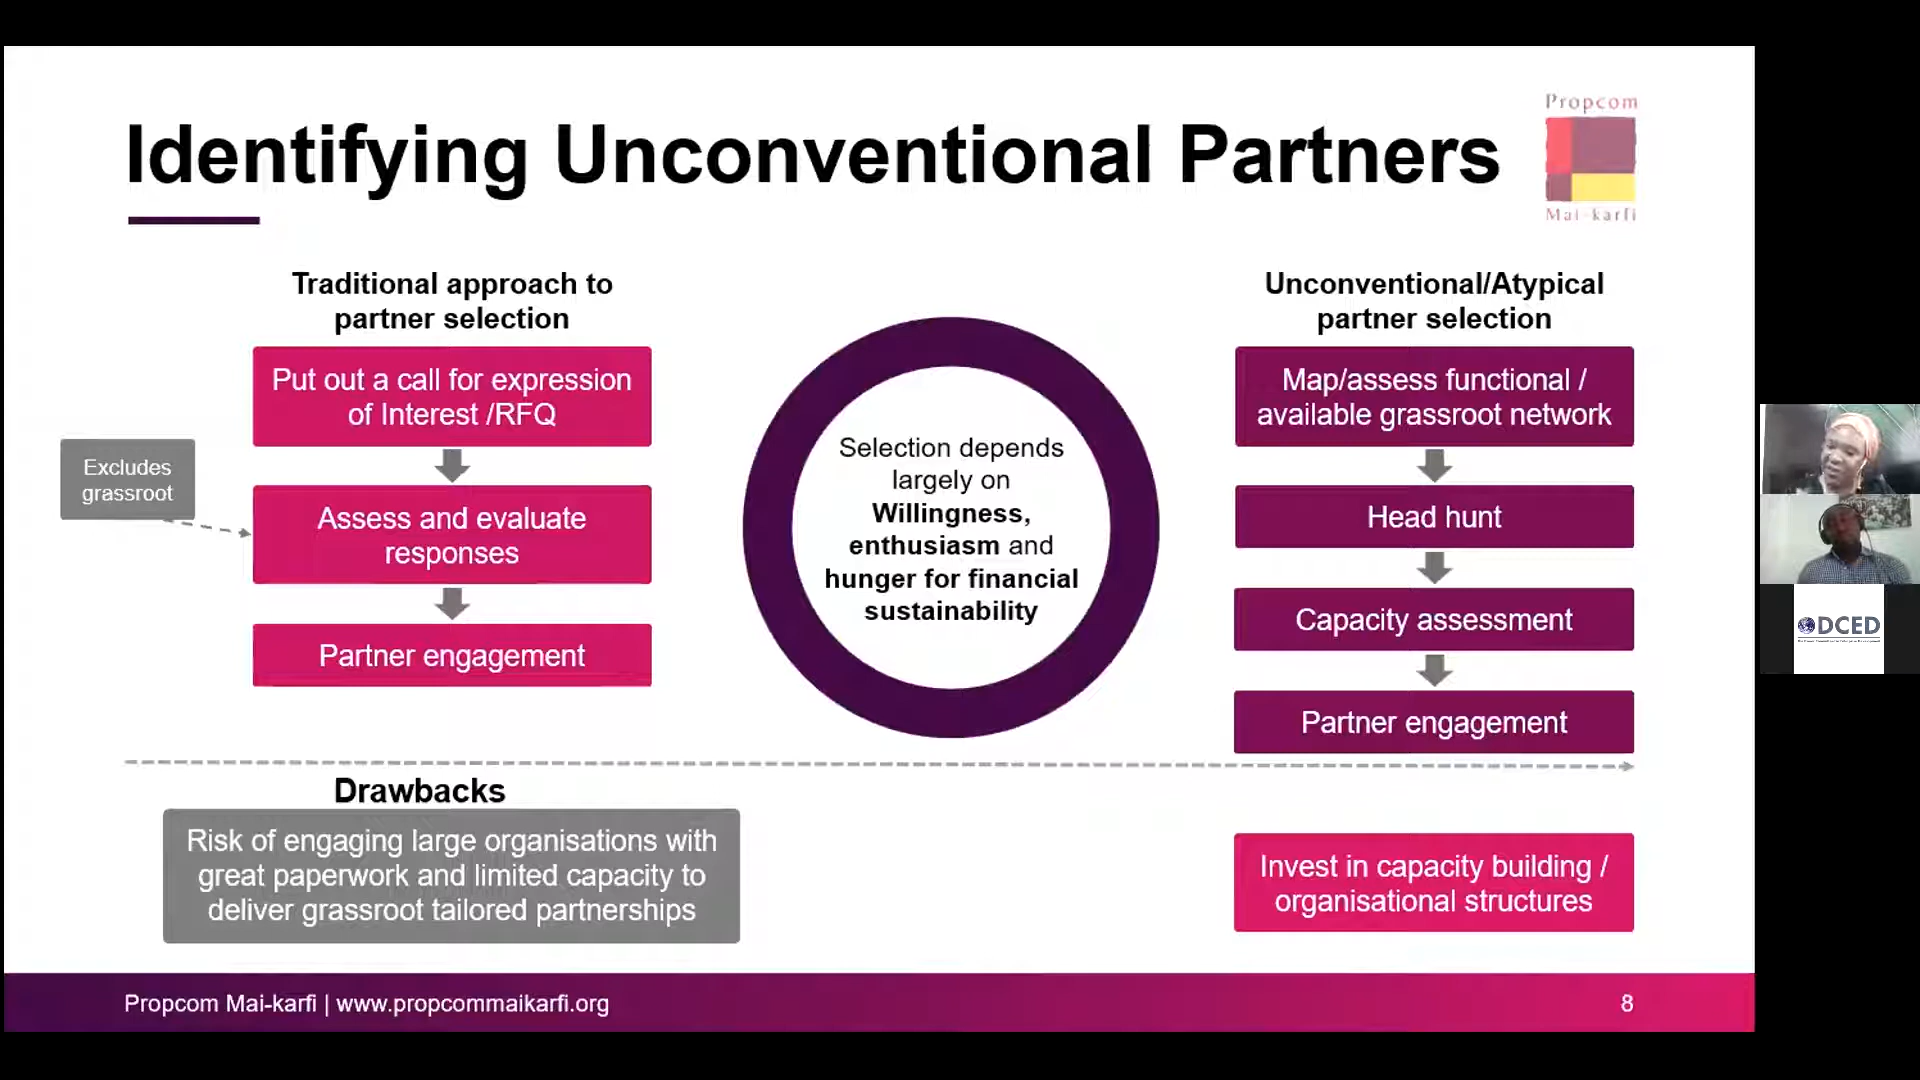 Identifying Unconventional Partners
Propcom
Mai-karfi
Traditional approach to
partner selection
Put out a call for expression
of Interest /RFQ
Excludes
grassroot
Assess and evaluate
responses
Partner engagement
Selection depends
largely on
Willingness,
enthusiasm and
hunger for financial
sustainability
Unconventional/Atypical
partner selection
Map/assess functional /
available grassroot network
Head hunt
Capacity assessment
Partner engagement
Drawbacks
Risk of engaging large organisations with
great paperwork and limited capacity to
deliver grassroot tailored partnerships
Invest in capacity building /
organisational structures
Propcom Mai-karfi | www.propcommaikarfi.org
8
DCED